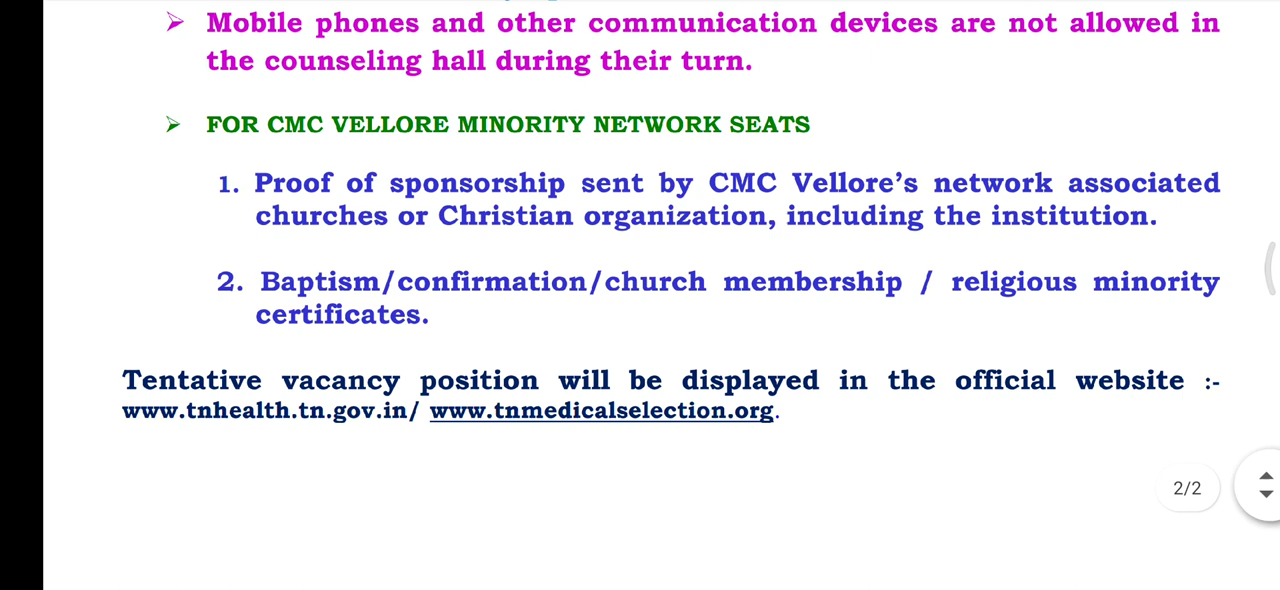 ➢ Mobile phones and other communication devices are not allowed in
the counseling hall during their turn.
➢ FOR CMC VELLORE MINORITY NETWORK SEATS
1. Proof of sponsorship sent by CMC Vellore’s network associated
churches or Christian organization, including the institution.
2. Baptism/confirmation/church membership / religious minority
certificates.
Tentative vacancy position will be displayed in the official website :-
www.tnhealth.tn.gov.in/ www.tnmedicalselection.org.
2/2